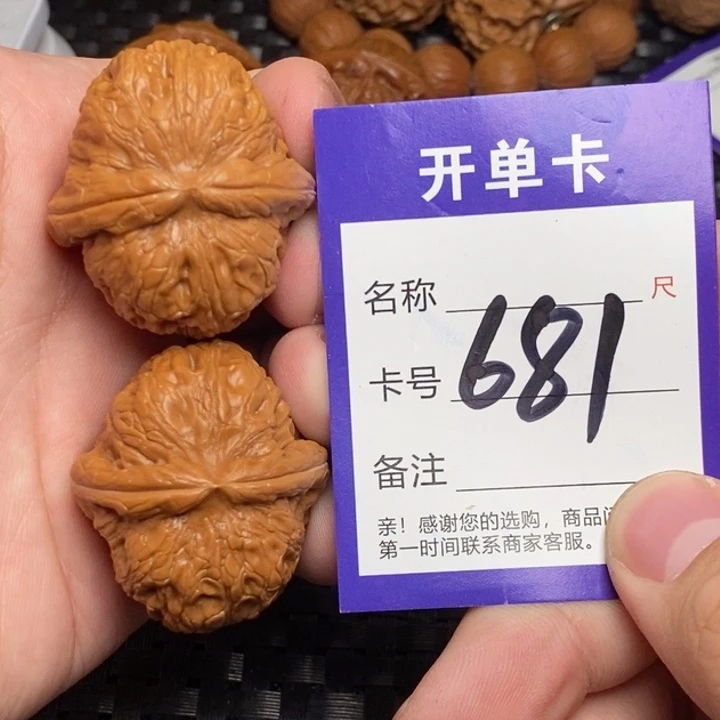 开单卡
名称 尺
卡号 681
备注
亲！感谢您的选购，商品
第一时间联系商家客服。